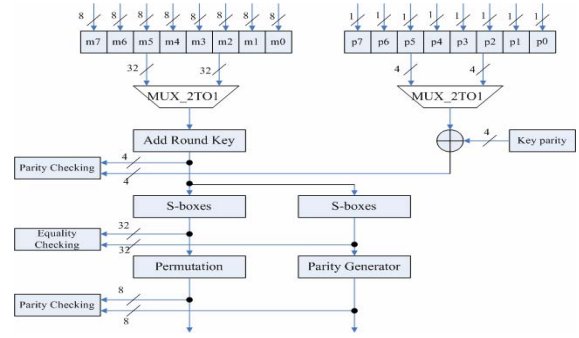 8 8 8 8 8 8 8 8 1 1 1 1 1 1 1 1
m7 m6 m5 m4 m3 m2 m1 m0 p7 p6 p5 p4 p3 p2 p1 p0
32 32 4 4
MUX_2TO1 MUX_2TO1
Add Round Key 4 Key parity
Parity Checking 4
4
S-boxes S-boxes
Equality Checking 32
32
Permutation Parity Generator
Parity Checking 8
8